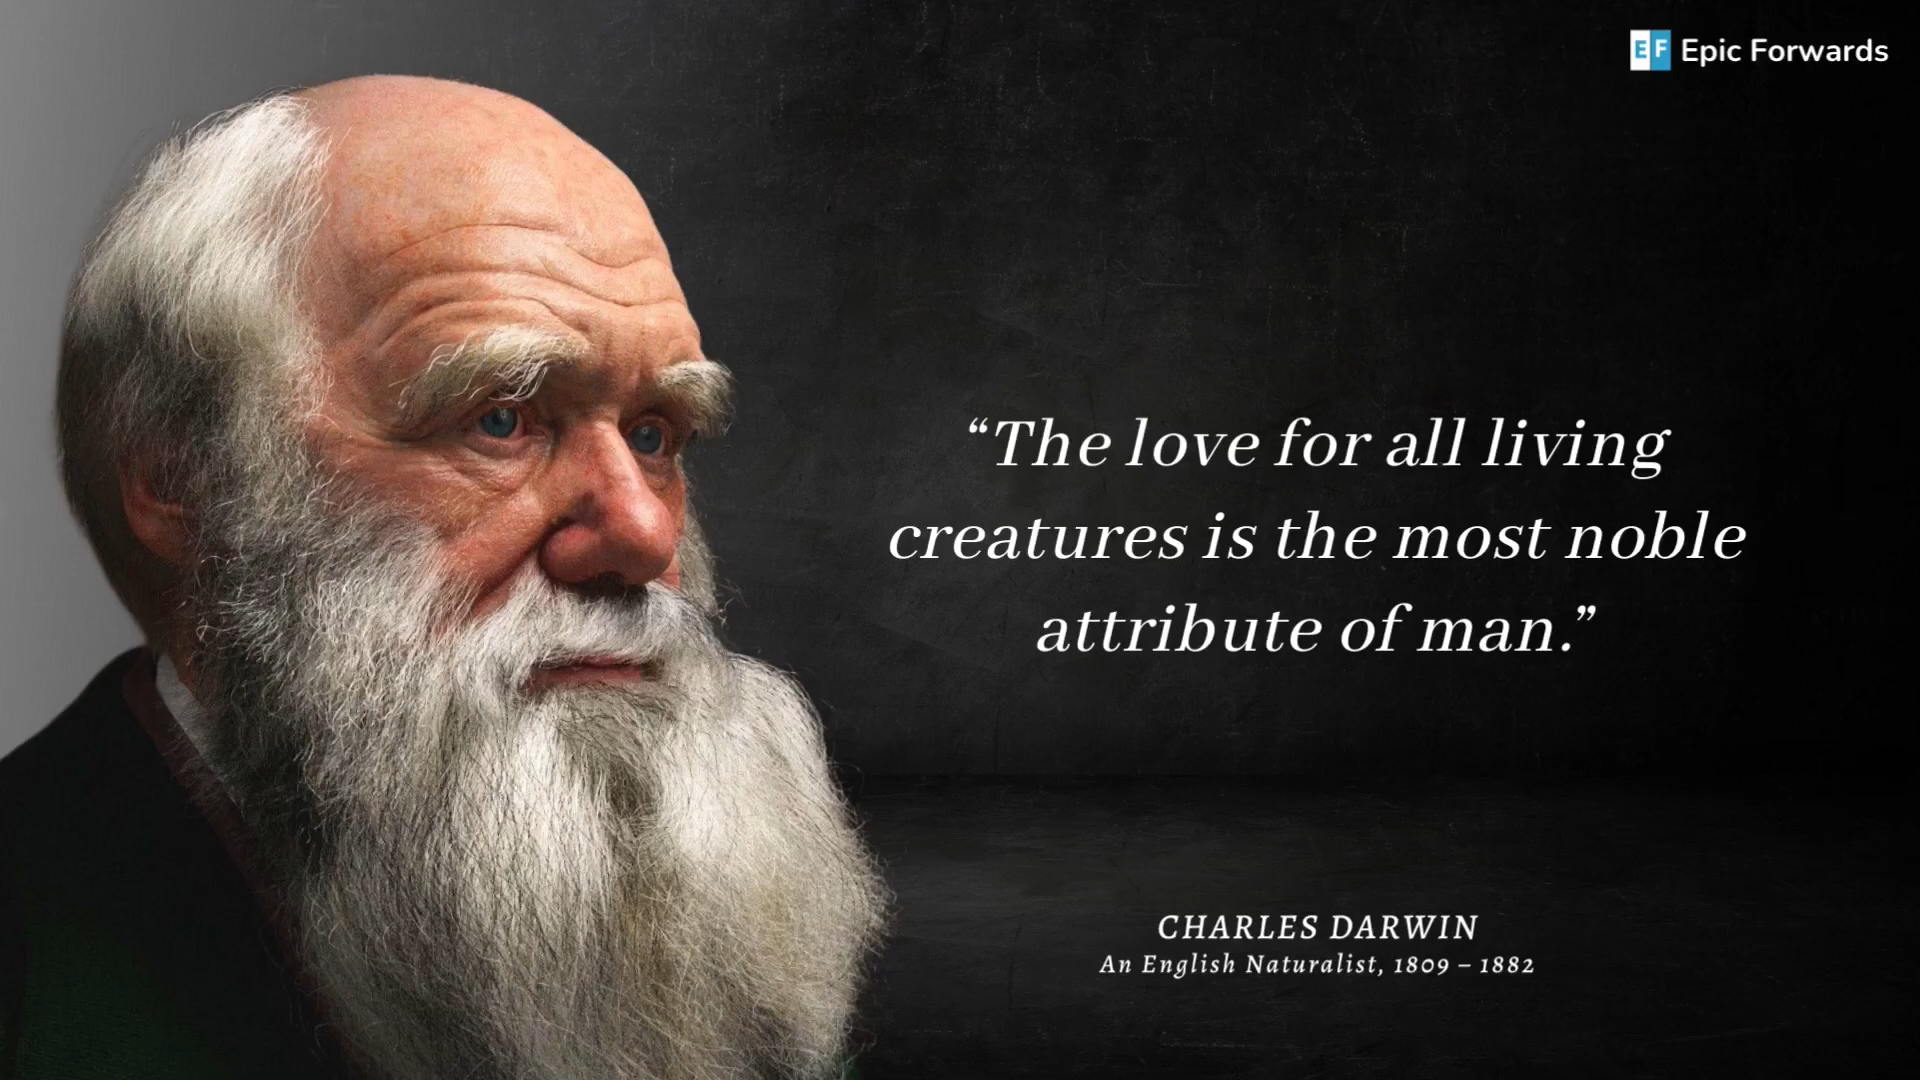 EF Epic Forwards
“The love for all living
creatures is the most noble
attribute of man.”
CHARLES DARWIN
An English Naturalist, 1809 – 1882